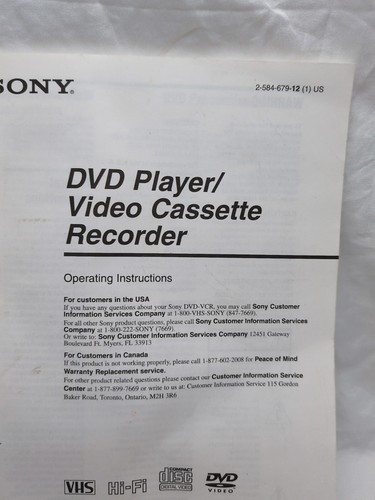 SONY®
2-584-679-12 (1) US
DVD Player/
Video Cassette
Recorder
Operating Instructions
For customers in the USA
If you have any questions about your Sony DVD-VCR, you may call Sony Customer
Information Services Company at 1-800-VHS-SONY (847-7669).
For all other Sony product questions, please call Sony Customer Information Services
Company at 1-800-222-SONY (7669).
Or write to: Sony Customer Information Services Company 12451 Gateway
Boulevard Ft. Myers, FL 33913
For Customers in Canada
If this product is not working properly, please call 1-877-602-2008 for Peace of Mind
Warranty Replacement service.
For other product related questions please contact our Customer Information Service
Center at 1-877-899-7669 or write to us at: Customer Information Service 115 Gordon
Baker Road, Toronto, Ontario, M2H 3R6
VHS Hi-Fi COMPACT disc DIGITAL VIDEO DVD VIDEO